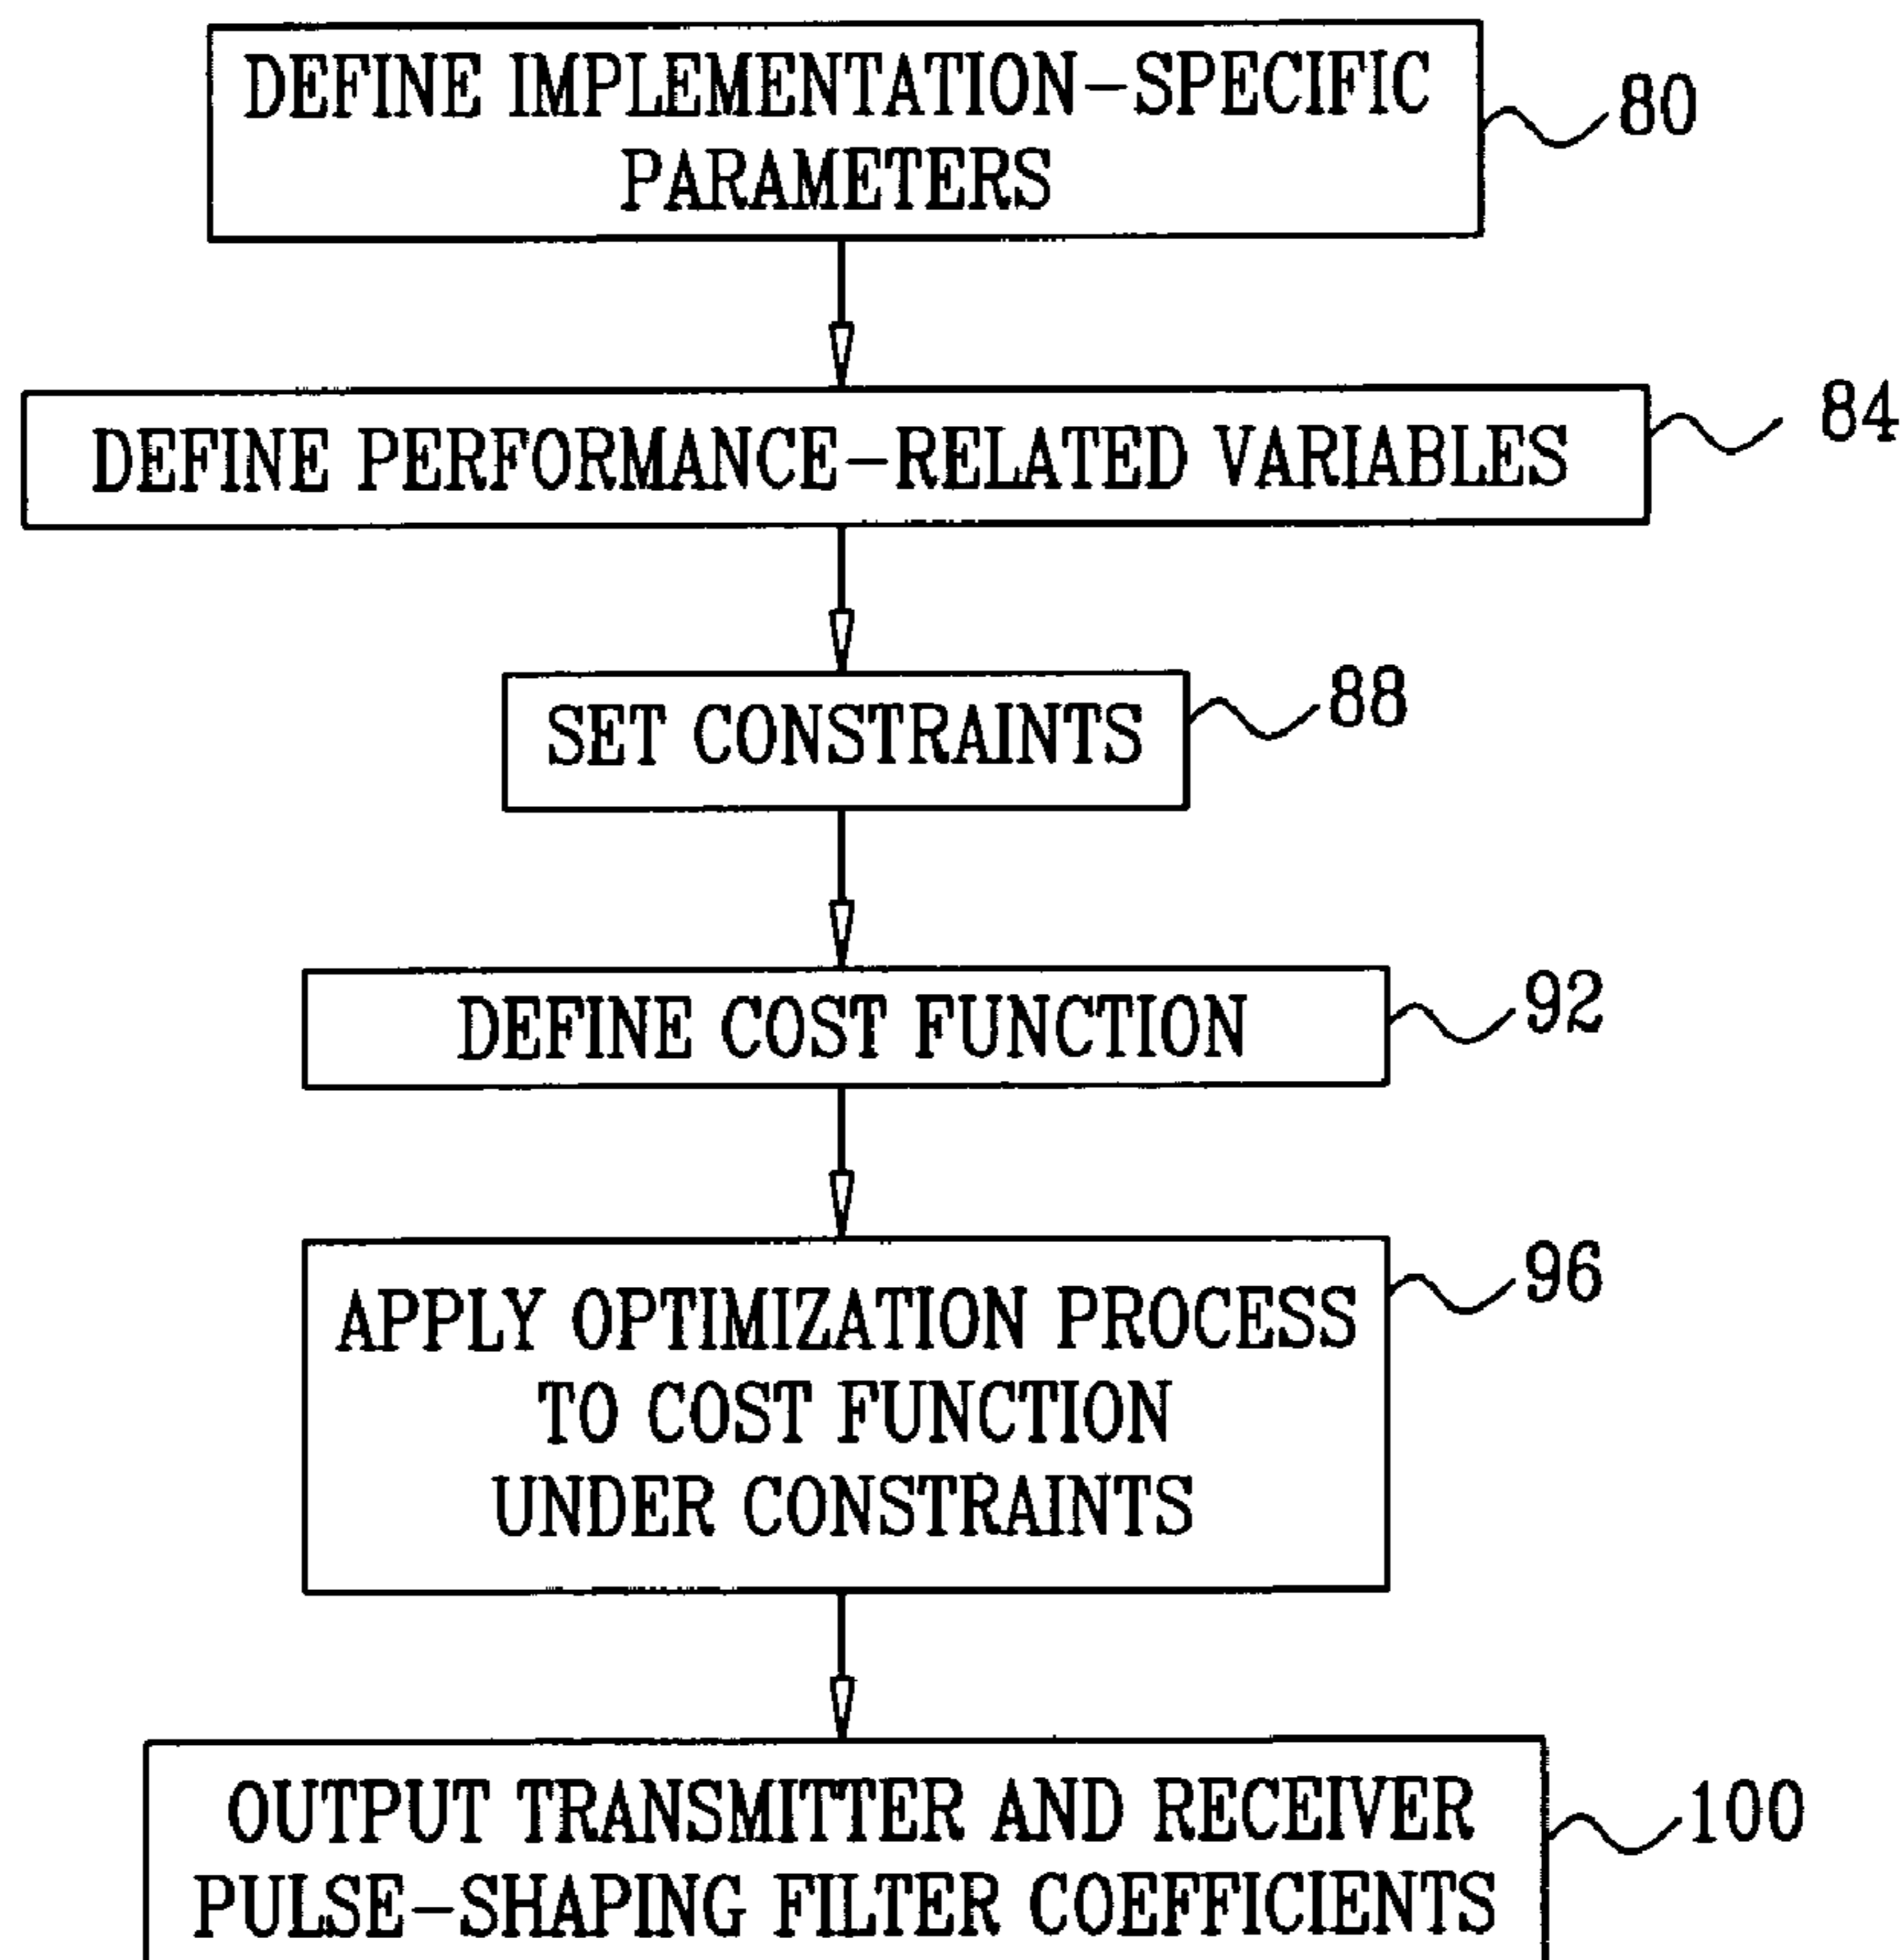 DEFINE IMPLEMENTATION-SPECIFIC
PARAMETERS
80
DEFINE PERFORMANCE-RELATED VARIABLES
84
SET CONSTRAINTS
88
DEFINE COST FUNCTION
92
APPLY OPTIMIZATION PROCESS
TO COST FUNCTION
UNDER CONSTRAINTS
96
OUTPUT TRANSMITTER AND RECEIVER
PULSE-SHAPING FILTER COEFFICIENTS
100